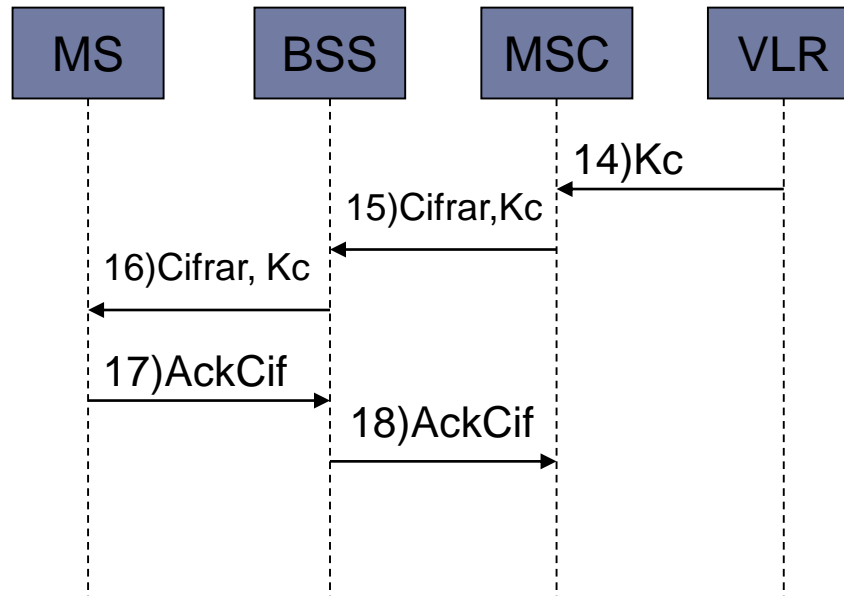 MS
BSS
MSC
VLR
14)Kc
15)Cifrar,Kc
16)Cifrar, Kc
17)AckCif
18)AckCif